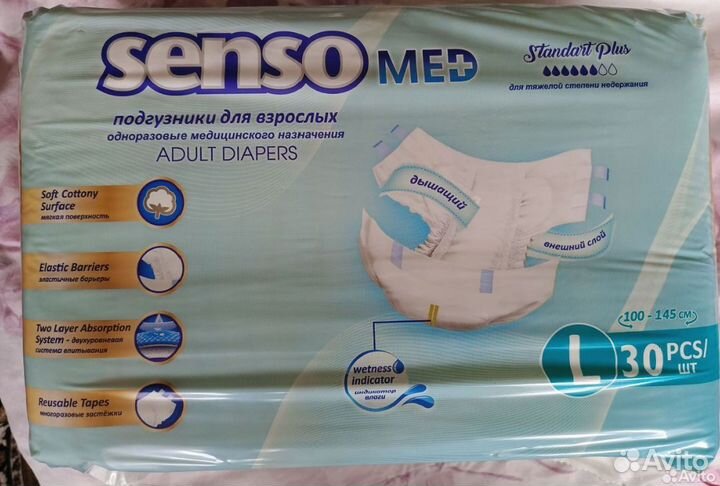 senso MED
Standart Plus
для тяжелой степени недержания
подгузники для взрослых
одноразовые медицинского назначения
ADULT DIAPERS
Soft Cottony
Surface
мягкая поверхность
Elastic Barriers
эластичные барьеры
Two Layer Absorption
System - двухуровневая
система впитывания
Reusable Tapes
многоразовые застёжки
дышащий
внешний слой
wetness
indicator
индикатор
влаги
100 - 145 см
L 30 PCS/
шт
Avito
Avito